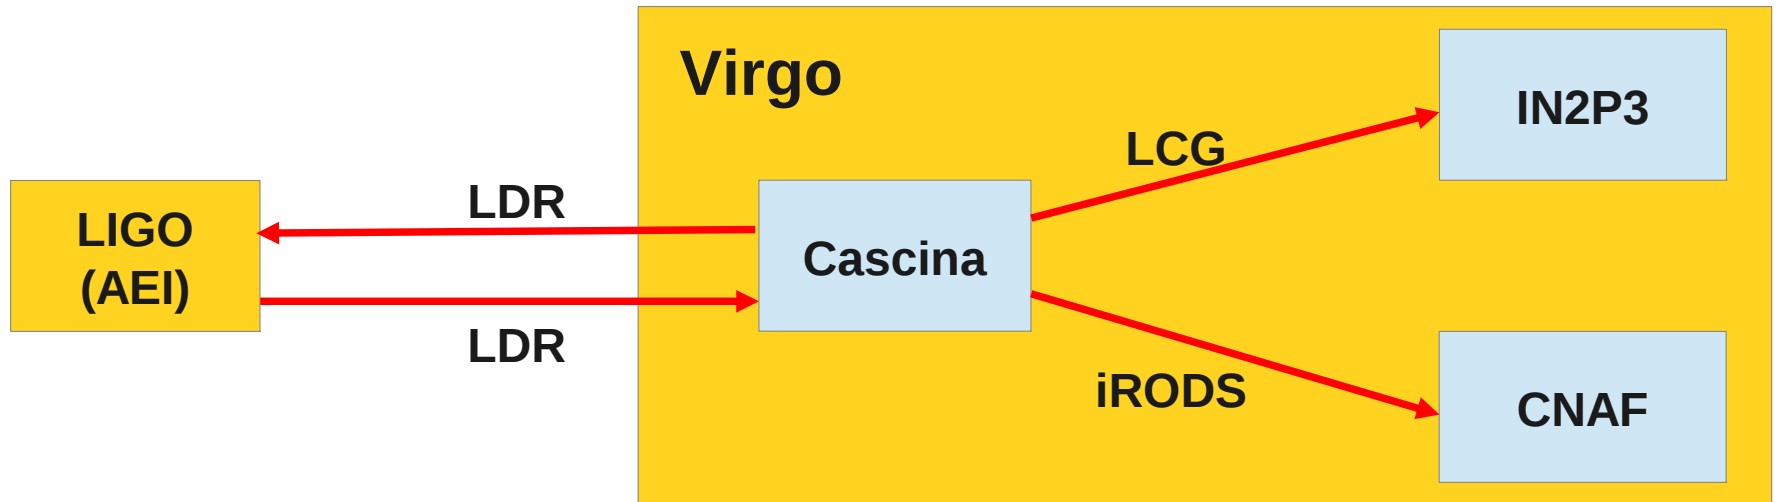 Virgo
IN2P3
LCG
LDR
LIGO
(AEI)
Cascina
LDR
iRODS
CNAF